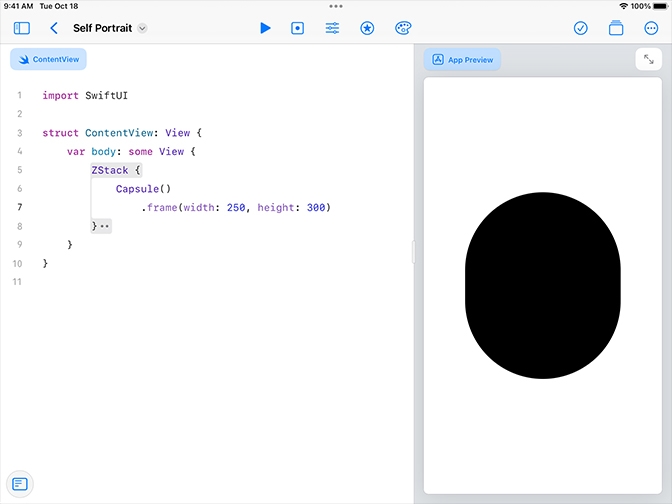 9:41 AM Tue Oct 18
100%
Self Portrait
ContentView
App Preview
1 import SwiftUI
2
3 struct ContentView: View {
4 var body: some View {
5 ZStack {
6 Capsule()
7 .frame(width: 250, height: 300)
8 }
9 }
10 }
11